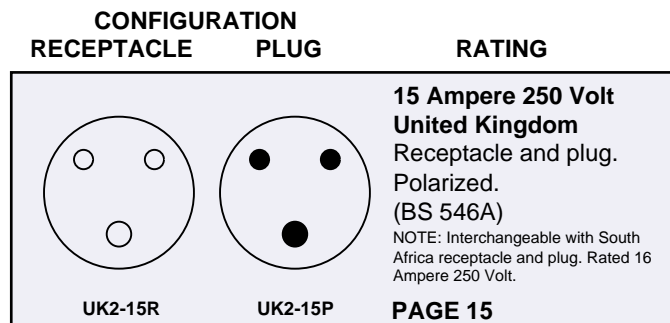 CONFIGURATION
RECEPTACLE PLUG RATING
15 Ampere 250 Volt
United Kingdom
Receptacle and plug.
Polarized.
(BS 546A)
NOTE: Interchangeable with South
Africa receptacle and plug. Rated 16
Ampere 250 Volt.
UK2-15R UK2-15P PAGE 15